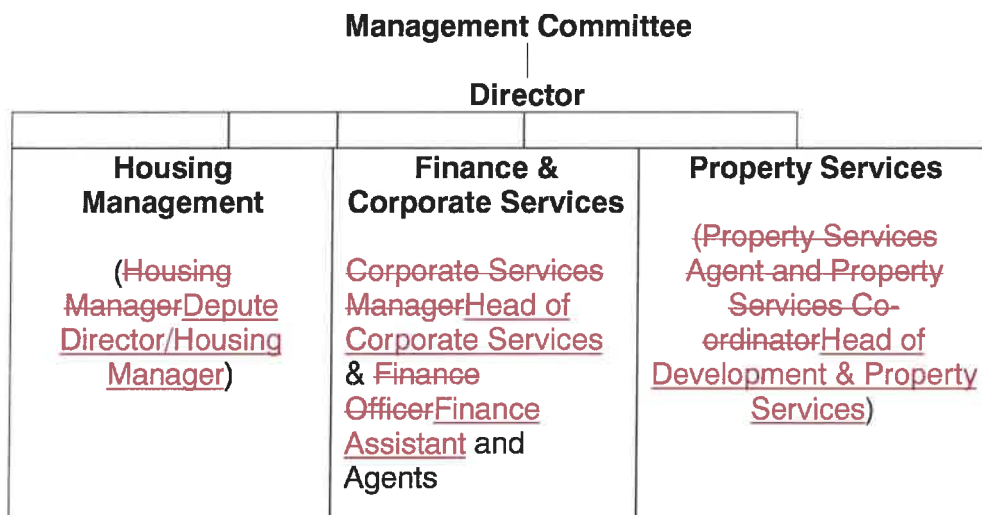 Management Committee
Director
Housing
Management
(Housing
ManagerDepute
Director/Housing
Manager)
Finance &
Corporate Services
Corporate Services
ManagerHead of
Corporate Services
& Finance
OfficerFinance
Assistant and
Agents
Property Services
(Property Services
Agent and Property
Services Co-
ordinatorHead of
Development & Property
Services)